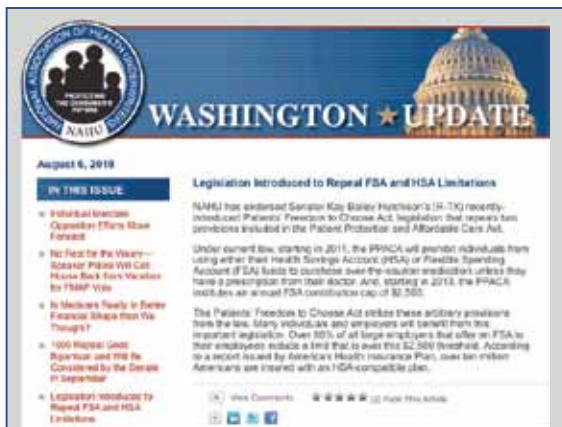 NATIONAL ASSOCIATION OF HEALTH UNDERWRITERS
PROTECTING
THE CONSUMER'S
FUTURE
NAHU
WASHINGTON ★ UPDATE
August 6, 2010
IN THIS ISSUE
Individual Mandate
Opposition Efforts Move
Forward
No Rest for the Weary—
Speaker Pelosi Will Call
House Back from Vacation
for FMAP Vote
Is Medicare Really in Better
Financial Shape than We
Thought?
1099 Repeal Gets
Bipartisan and Will Be
Considered by the Senate
in September
Legislation Introduced to
Repeal FSA and HSA
Limitations
Legislation Introduced to Repeal FSA and HSA Limitations
NAHU has endorsed Senator Kay Bailey Hutchison's (R-TX) recently-
introduced Patients' Freedom to Choose Act, legislation that repeals two
provisions included in the Patient Protection and Affordable Care Act.
Under current law, starting in 2011, the PPACA will prohibit individuals from
using either their Health Savings Account (HSA) or Flexible Spending
Account (FSA) funds to purchase over-the-counter medication unless they
have a prescription from their doctor. And, starting in 2013, the PPACA
institutes an annual FSA contribution cap of $2,500.
The Patients' Freedom to Choose Act strikes these arbitrary provisions
from the law. Many individuals and employers will benefit from this
important legislation. Over 80% of all large employers that offer an FSA to
their employees include a limit that is over this $2,500 threshold. According
to a report issued by America's Health Insurance Plan, over ten million
Americans are insured with an HSA-compatible plan.
View Comments
Rate This Article